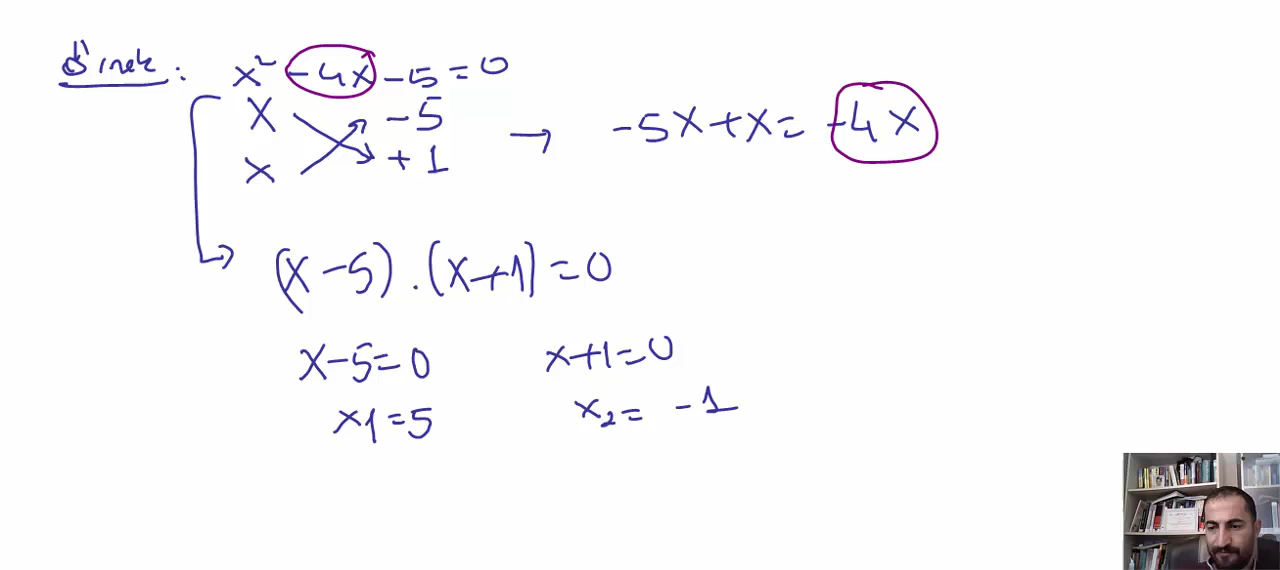 Örnek:
x² -4x -5 = 0
x -5 → -5x + x = -4x
x +1
(x-5).(x+1) = 0
x-5=0 x+1=0
x1=5 x₂= -1